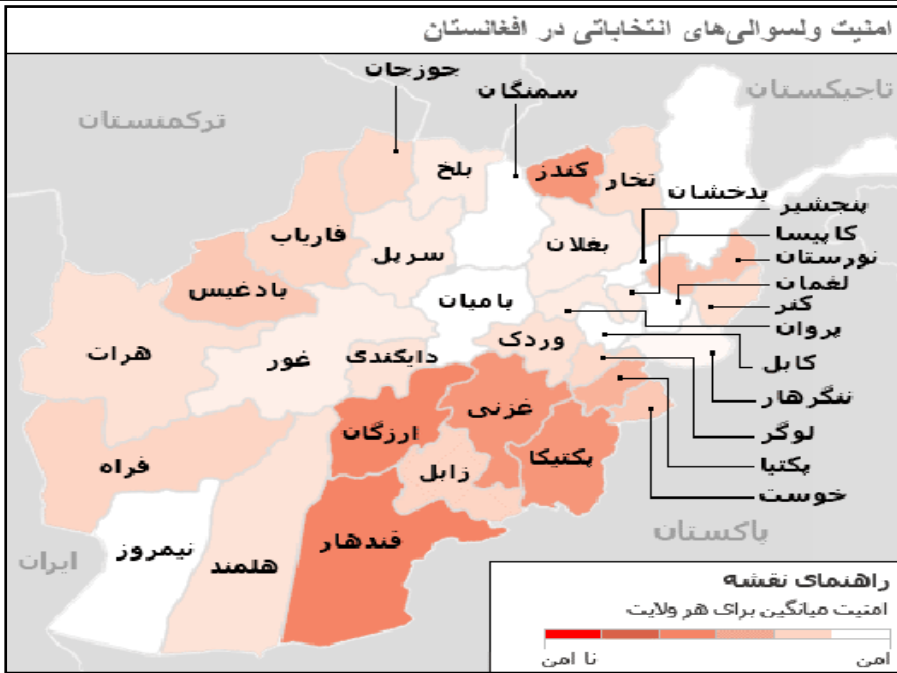 امنیت ولسوالی‌های انتخاباتی در افغانستان
جوزجان
سمنگان
تاجیکستان
ترکمنستان
بلخ
کندز
تخار
بدخشان
پنجشیر
کاپیسا
فاریاب
سرپل
بغلان
نورستان
لغمان
بادغیس
بامیان
کنر
پروان
هرات
غور
دایکندی
وردک
کابل
ننگرهار
ارزگان
غزنی
لوگر
فراه
زابل
پکتیکا
پکتیا
خوست
ایران
نیمروز
هلمند
قندهار
پاکستان
راهنمای نقشه
امنیت میانگین برای هر ولایت
امن
نا امن